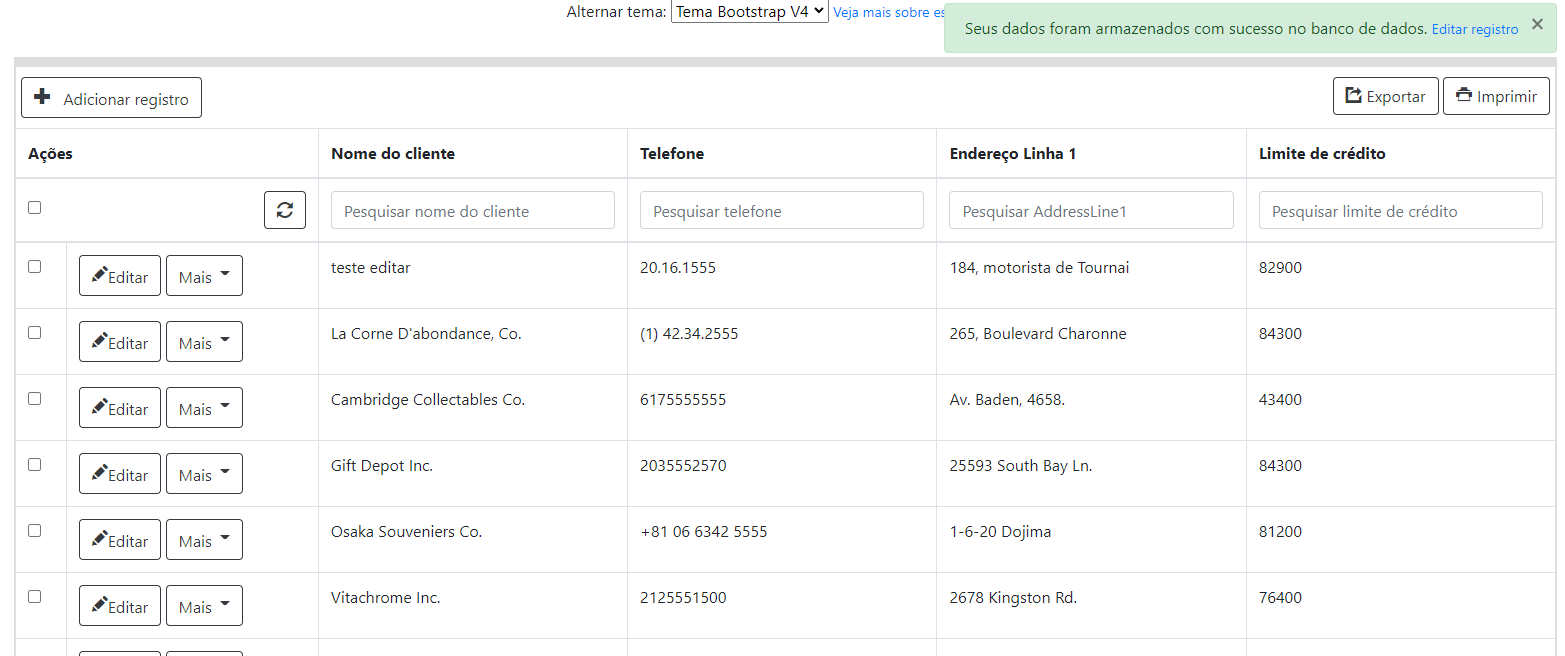 Alternar tema: Tema Bootstrap V4 Veja mais sobre es
Seus dados foram armazenados com sucesso no banco de dados. Editar registro ×
Adicionar registro Exportar Imprimir
Ações Nome do cliente Telefone Endereço Linha 1 Limite de crédito
Pesquisar nome do cliente Pesquisar telefone Pesquisar AddressLine1 Pesquisar limite de crédito
Editar Mais teste editar 20.16.1555 184, motorista de Tournai 82900
Editar Mais La Corne D'abondance, Co. (1) 42.34.2555 265, Boulevard Charonne 84300
Editar Mais Cambridge Collectables Co. 6175555555 Av. Baden, 4658. 43400
Editar Mais Gift Depot Inc. 2035552570 25593 South Bay Ln. 84300
Editar Mais Osaka Souveniers Co. +81 06 6342 5555 1-6-20 Dojima 81200
Editar Mais Vitachrome Inc. 2125551500 2678 Kingston Rd. 76400